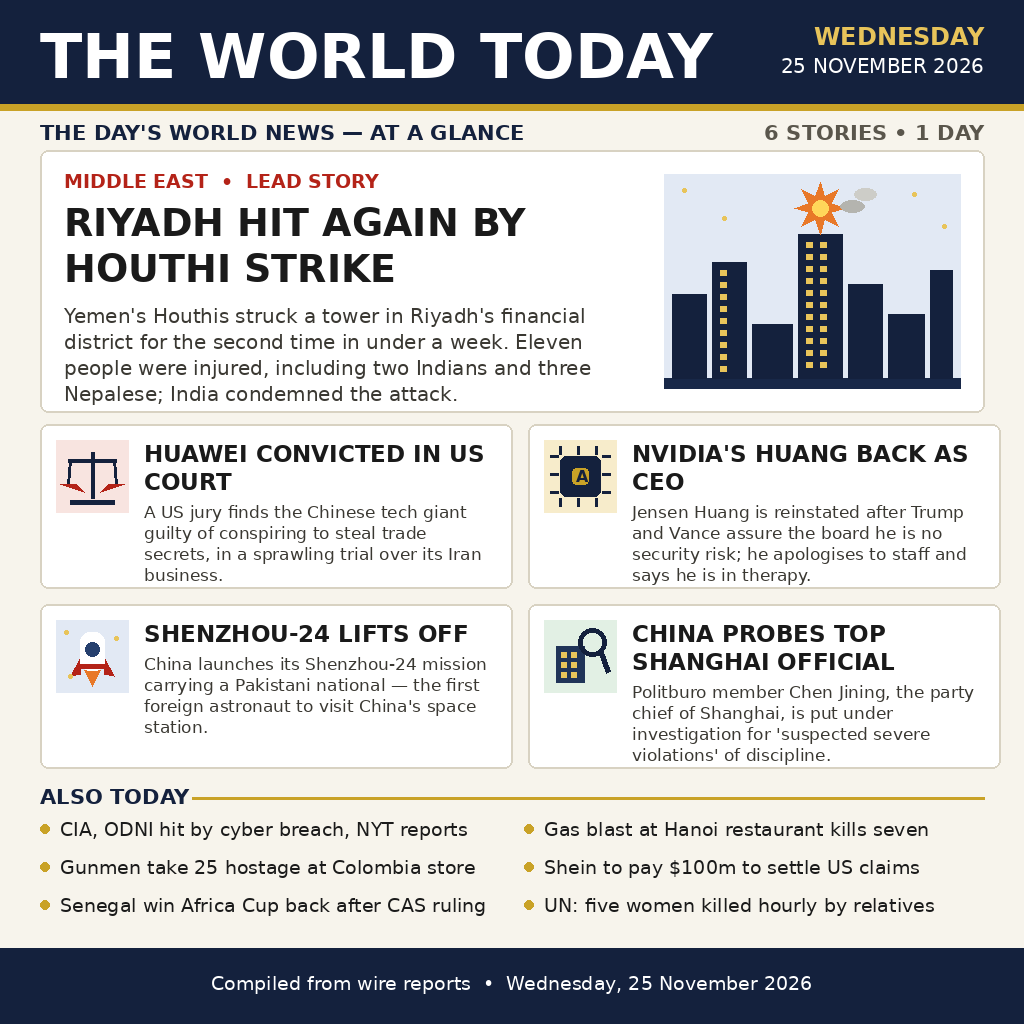 THE WORLD TODAY
WEDNESDAY
25 NOVEMBER 2026
THE DAY'S WORLD NEWS — AT A GLANCE
6 STORIES • 1 DAY
MIDDLE EAST • LEAD STORY
RIYADH HIT AGAIN BY
HOUTHI STRIKE
Yemen's Houthis struck a tower in Riyadh's financial
district for the second time in under a week. Eleven
people were injured, including two Indians and three
Nepalese; India condemned the attack.
HUAWEI CONVICTED IN US
COURT
A US jury finds the Chinese tech giant
guilty of conspiring to steal trade
secrets, in a sprawling trial over its Iran
business.
A
NVIDIA'S HUANG BACK AS
CEO
Jensen Huang is reinstated after Trump
and Vance assure the board he is no
security risk; he apologises to staff and
says he is in therapy.
SHENZHOU-24 LIFTS OFF
China launches its Shenzhou-24 mission
carrying a Pakistani national — the first
foreign astronaut to visit China's space
station.
CHINA PROBES TOP
SHANGHAI OFFICIAL
Politburo member Chen Jining, the party
chief of Shanghai, is put under
investigation for 'suspected severe
violations' of discipline.
ALSO TODAY
• CIA, ODNI hit by cyber breach, NYT reports
• Gunmen take 25 hostage at Colombia store
• Senegal win Africa Cup back after CAS ruling
• Gas blast at Hanoi restaurant kills seven
• Shein to pay $100m to settle US claims
• UN: five women killed hourly by relatives
Compiled from wire reports • Wednesday, 25 November 2026